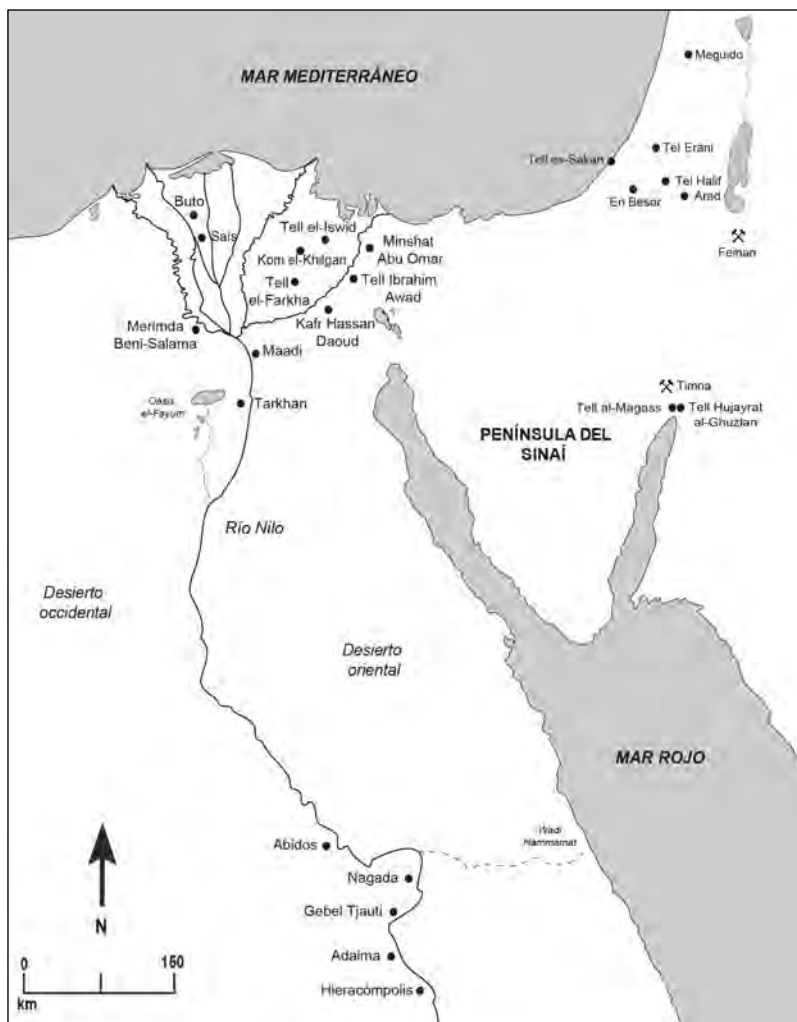 MAR MEDITERRÁNEO
Meguido
Tell es-Sakan
Tel Erani
Tel Halif
En Besor
Arad
Feinan
Buto
Sais
Tell el-Iswid
Kom el-Khilgan
Minshat
Abu Omar
Tell
el-Farkha
Tell Ibrahim
Awad
Kafr Hassan
Daoud
Merimda
Beni-Salama
Maadi
Oasis
el-Fayum
Tarkhan
Timna
Tell al-Magass
Tell Hujayrat
al-Ghuzlan
PENÍNSULA DEL
SINAÍ
Río Nilo
Desierto
occidental
Desierto
oriental
MAR ROJO
Abidos
Wadi
Hammamat
Nagada
Gebel Tjauti
Adaima
Hieracómpolis
N
0
150
km